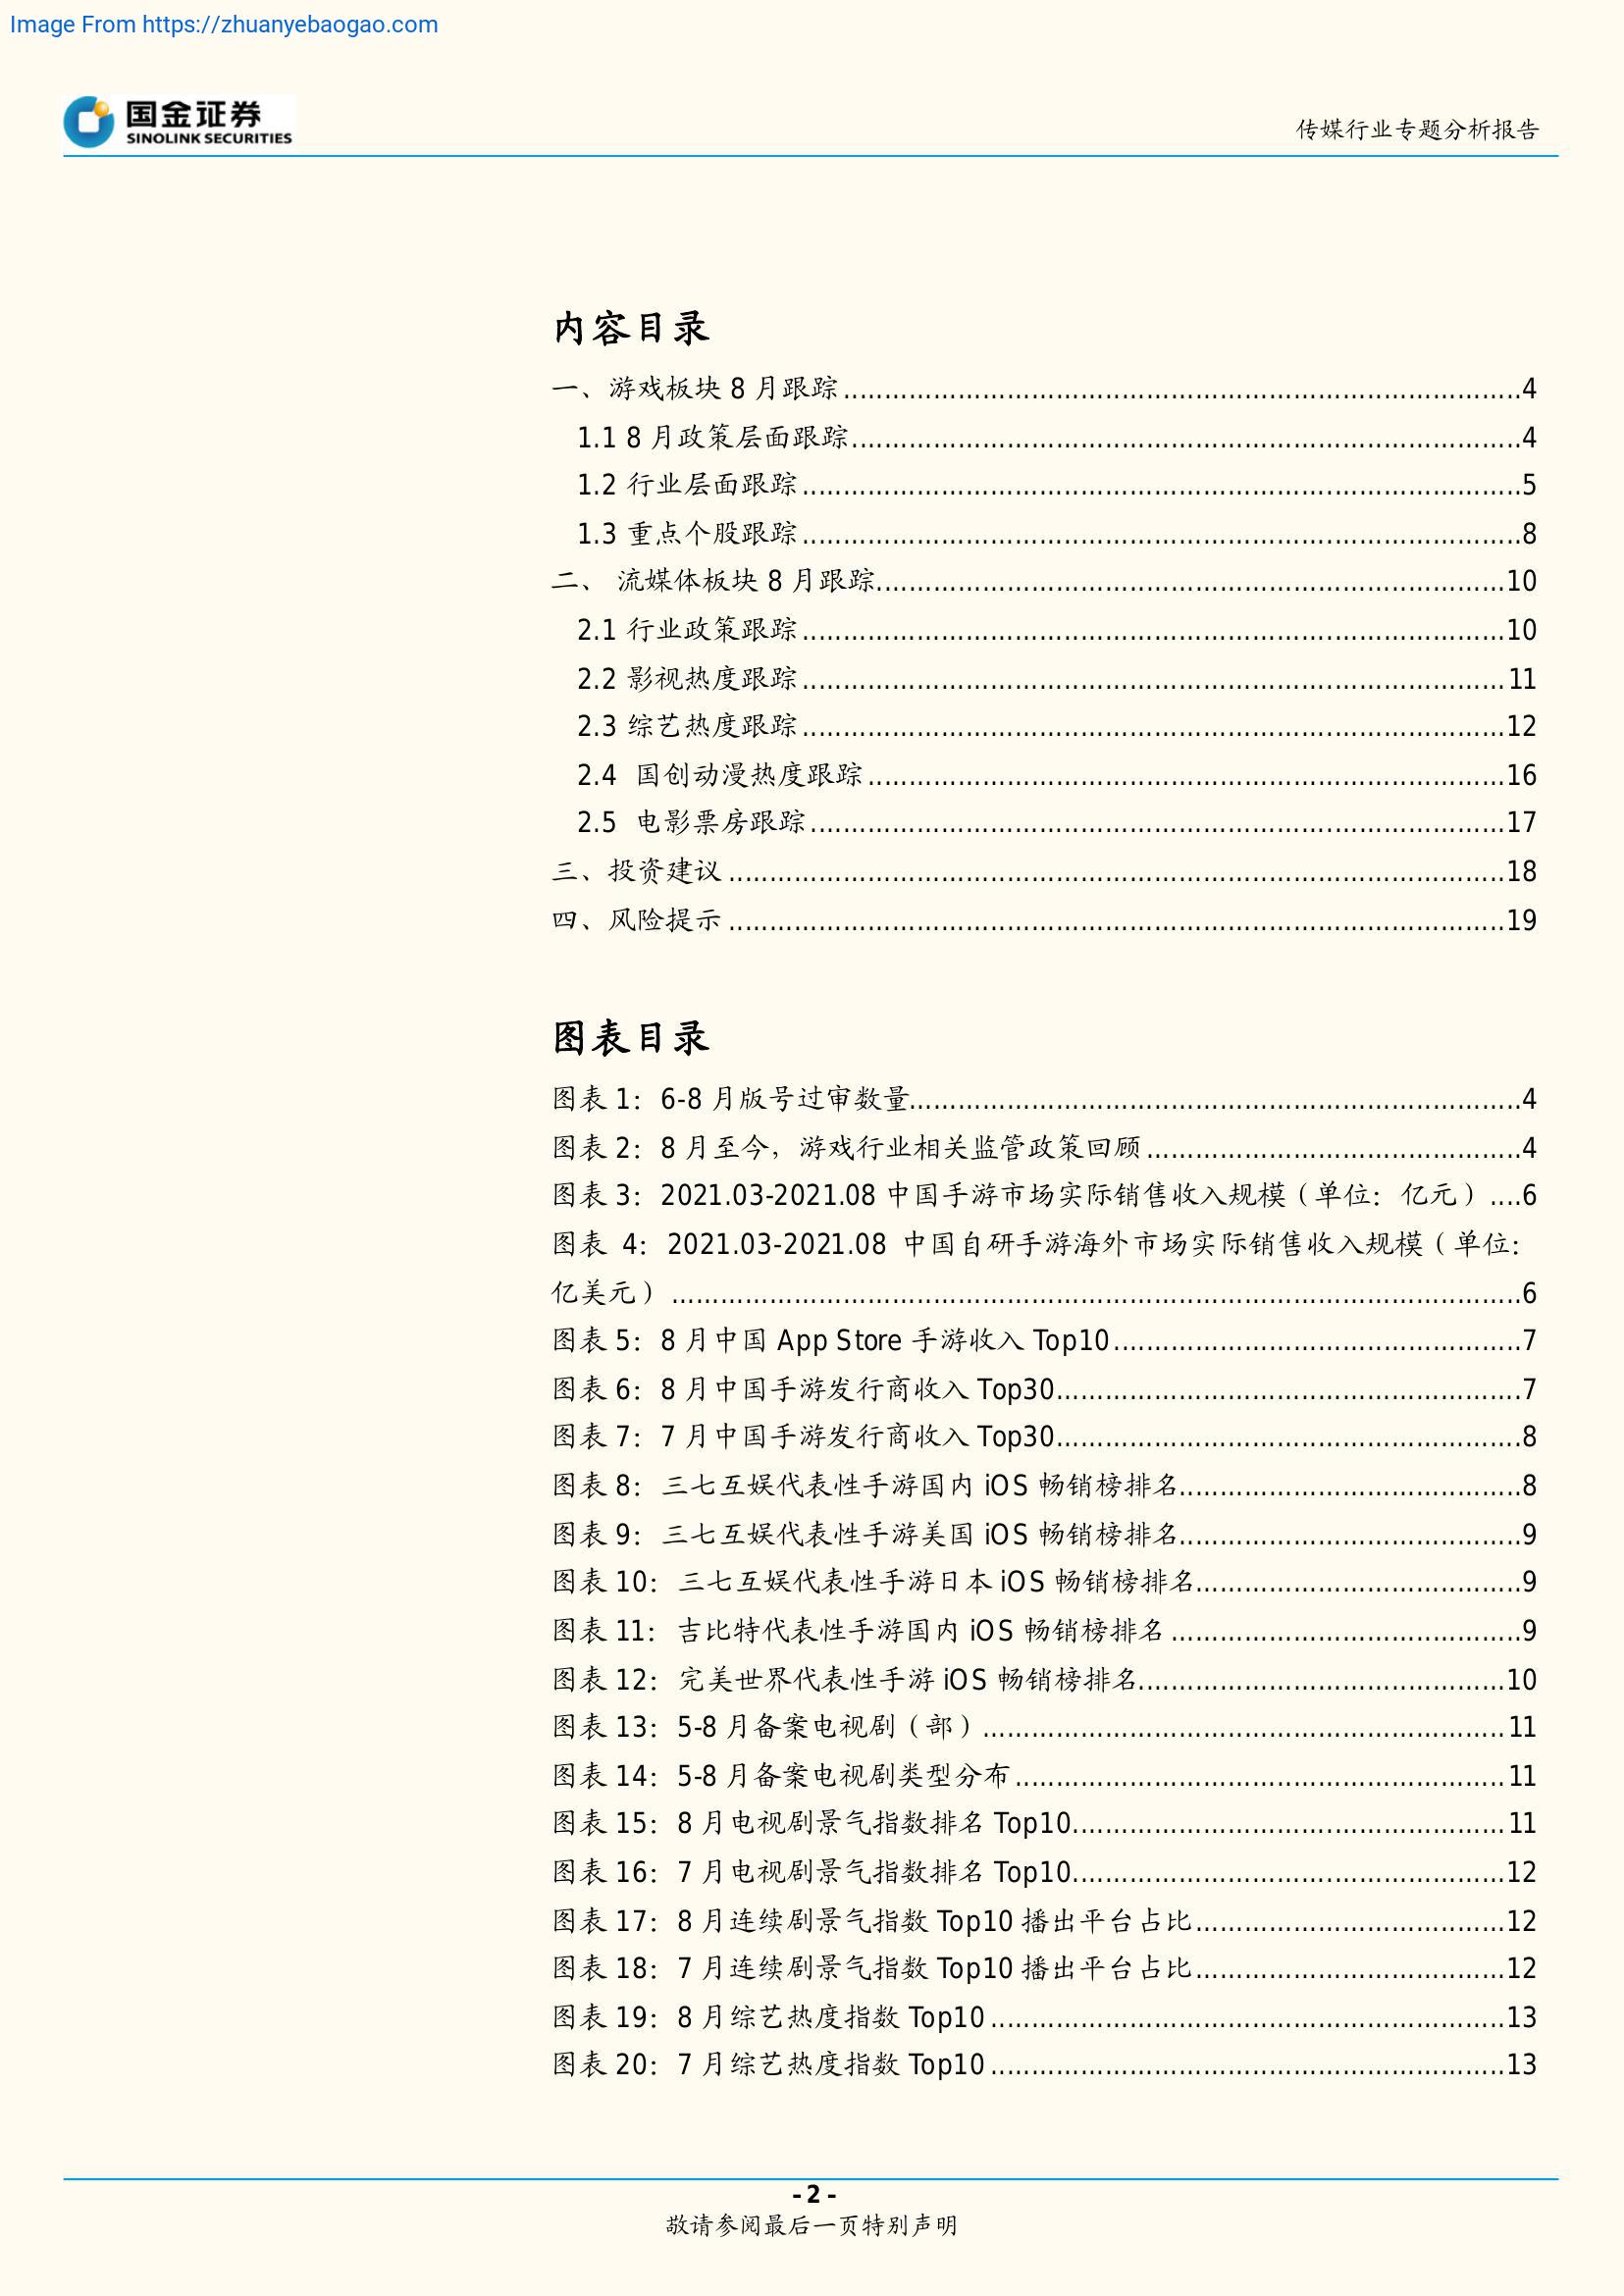 Image From https://zhuanyebaogao.com
国金证券
SINOLINK SECURITIES
传媒行业专题分析报告
内容目录
一、游戏板块 8 月跟踪......4
1.1 8 月政策层面跟踪......4
1.2 行业层面跟踪......5
1.3 重点个股跟踪......8
二、 流媒体板块 8 月跟踪......10
2.1 行业政策跟踪......10
2.2 影视热度跟踪......11
2.3 综艺热度跟踪......12
2.4 国创动漫热度跟踪......16
2.5 电影票房跟踪......17
三、投资建议......18
四、风险提示......19
图表目录
图表 1：6-8 月版号过审数量......4
图表 2：8 月至今，游戏行业相关监管政策回顾......4
图表 3：2021.03-2021.08 中国手游市场实际销售收入规模（单位：亿元）....6
图表 4：2021.03-2021.08 中国自研手游海外市场实际销售收入规模（单位：
亿美元）......6
图表 5：8 月中国 App Store 手游收入 Top10......7
图表 6：8 月中国手游发行商收入 Top30......7
图表 7：7 月中国手游发行商收入 Top30......8
图表 8：三七互娱代表性手游国内 iOS 畅销榜排名......8
图表 9：三七互娱代表性手游美国 iOS 畅销榜排名......9
图表 10：三七互娱代表性手游日本 iOS 畅销榜排名......9
图表 11：吉比特代表性手游国内 iOS 畅销榜排名......9
图表 12：完美世界代表性手游 iOS 畅销榜排名......10
图表 13：5-8 月备案电视剧（部）......11
图表 14：5-8 月备案电视剧类型分布......11
图表 15：8 月电视剧景气指数排名 Top10......11
图表 16：7 月电视剧景气指数排名 Top10......12
图表 17：8 月连续剧景气指数 Top10 播出平台占比......12
图表 18：7 月连续剧景气指数 Top10 播出平台占比......12
图表 19：8 月综艺热度指数 Top10......13
图表 20：7 月综艺热度指数 Top10......13
- 2 -
敬请参阅最后一页特别声明